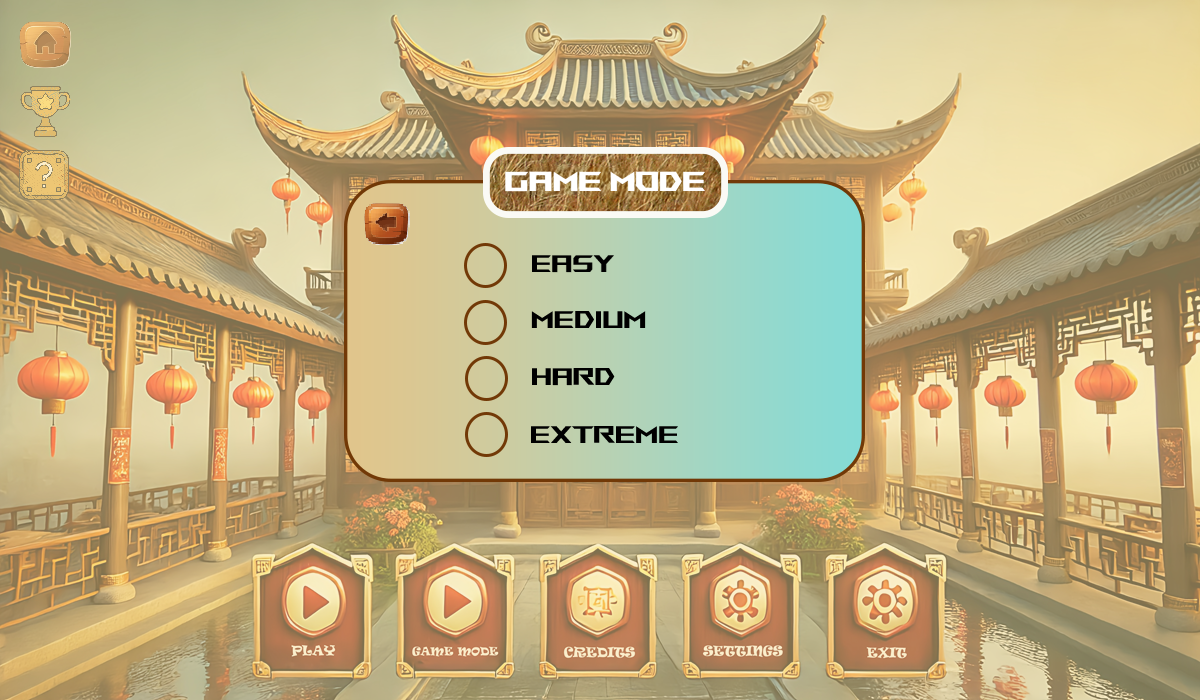 ?
GAME MODE
EASY
MEDIUM
HARD
EXTREME
PLAY
GAME MODE
CREDITS
SETTINGS
EXIT